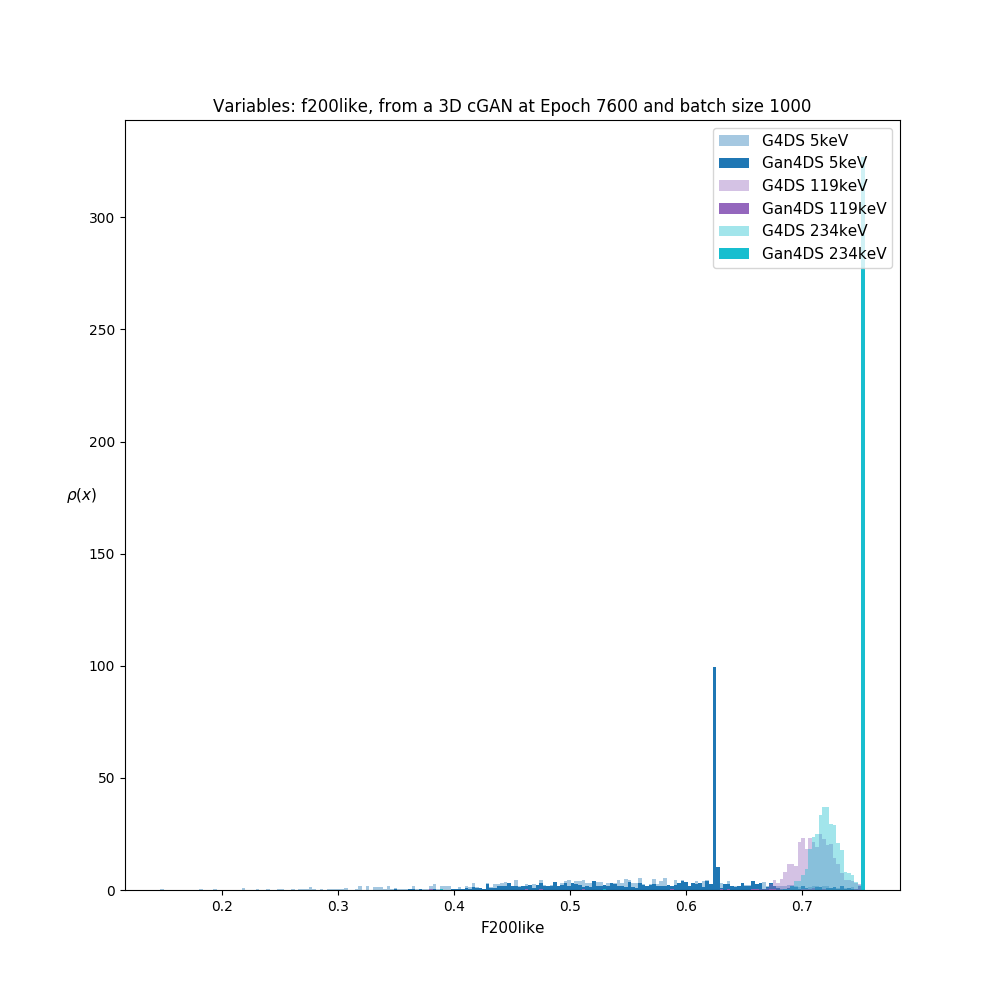 Variables: f200like, from a 3D cGAN at Epoch 7600 and batch size 1000
G4DS 5keV
Gan4DS 5keV
G4DS 119keV
Gan4DS 119keV
G4DS 234keV
Gan4DS 234keV
300
250
200
ρ(x)
150
100
50
0
0.2 0.3 0.4 0.5 0.6 0.7
F200like